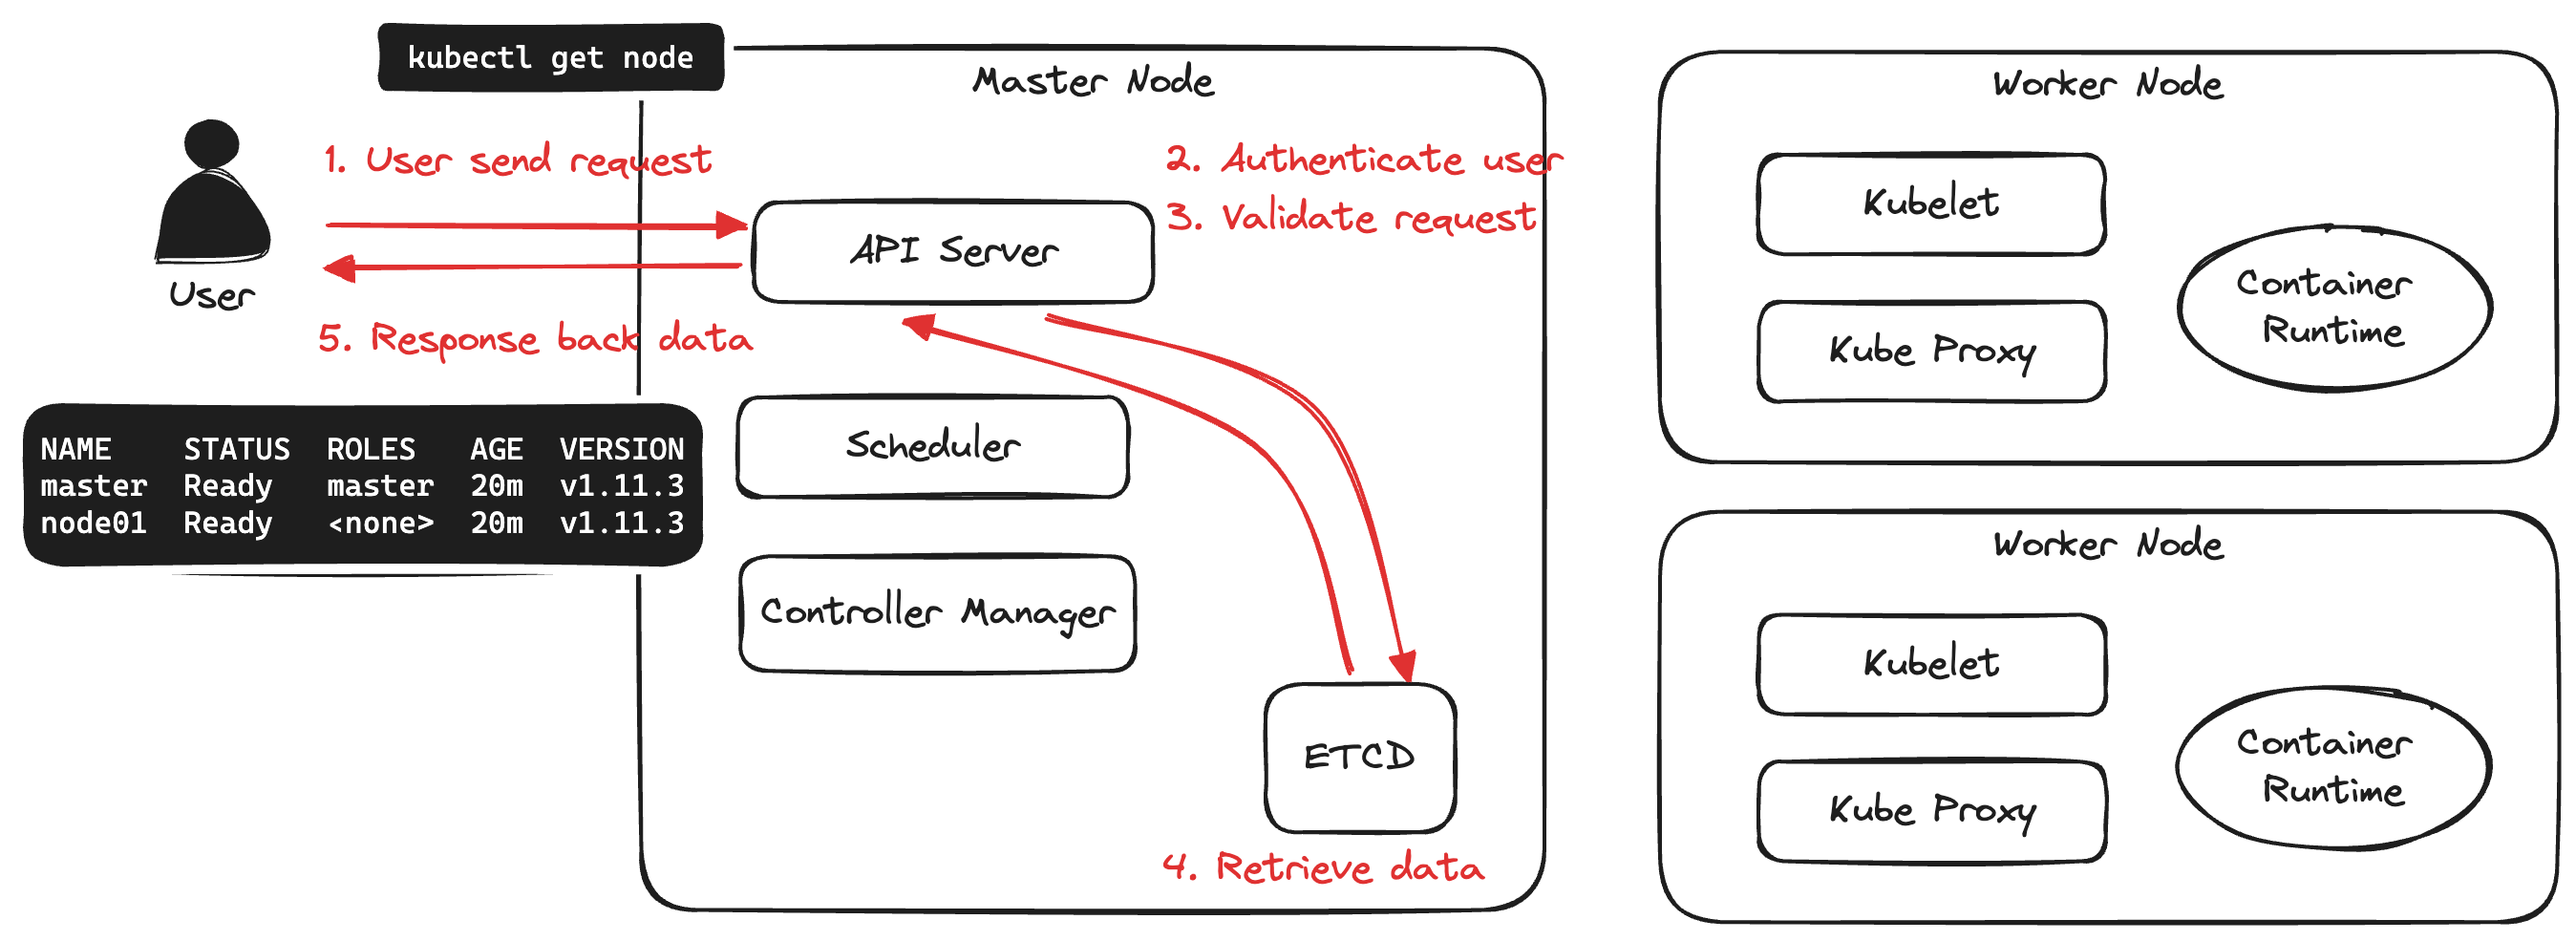 kubectl get node
Master Node
1. User send request
2. Authenticate user
3. Validate request
API Server
User
5. Response back data
NAME STATUS ROLES AGE VERSION
master Ready master 20m v1.11.3
node01 Ready <none> 20m v1.11.3
Scheduler
Controller Manager
ETCD
4. Retrieve data
Worker Node
Kubelet
Kube Proxy
Container
Runtime
Worker Node
Kubelet
Kube Proxy
Container
Runtime